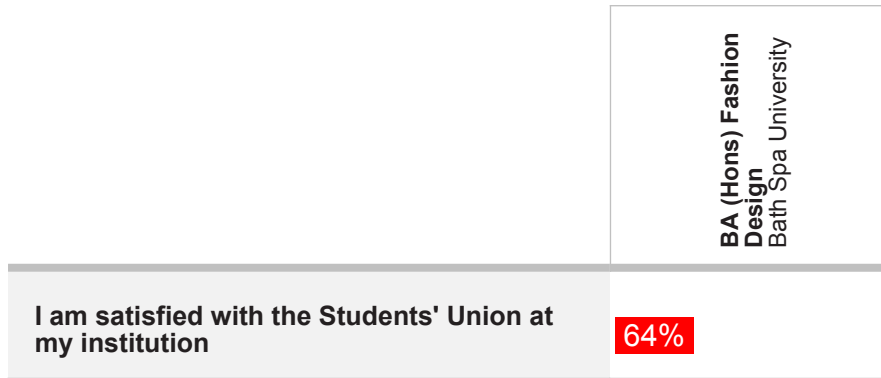 BA (Hons) Fashion
Design
Bath Spa University
I am satisfied with the Students' Union at
my institution
64%